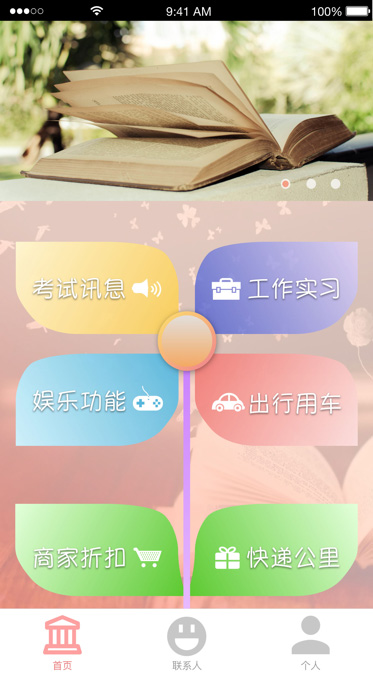 9:41 AM
100%
考试讯息
工作实习
娱乐功能
出行用车
商家折扣
快递公里
首页
联系人
个人